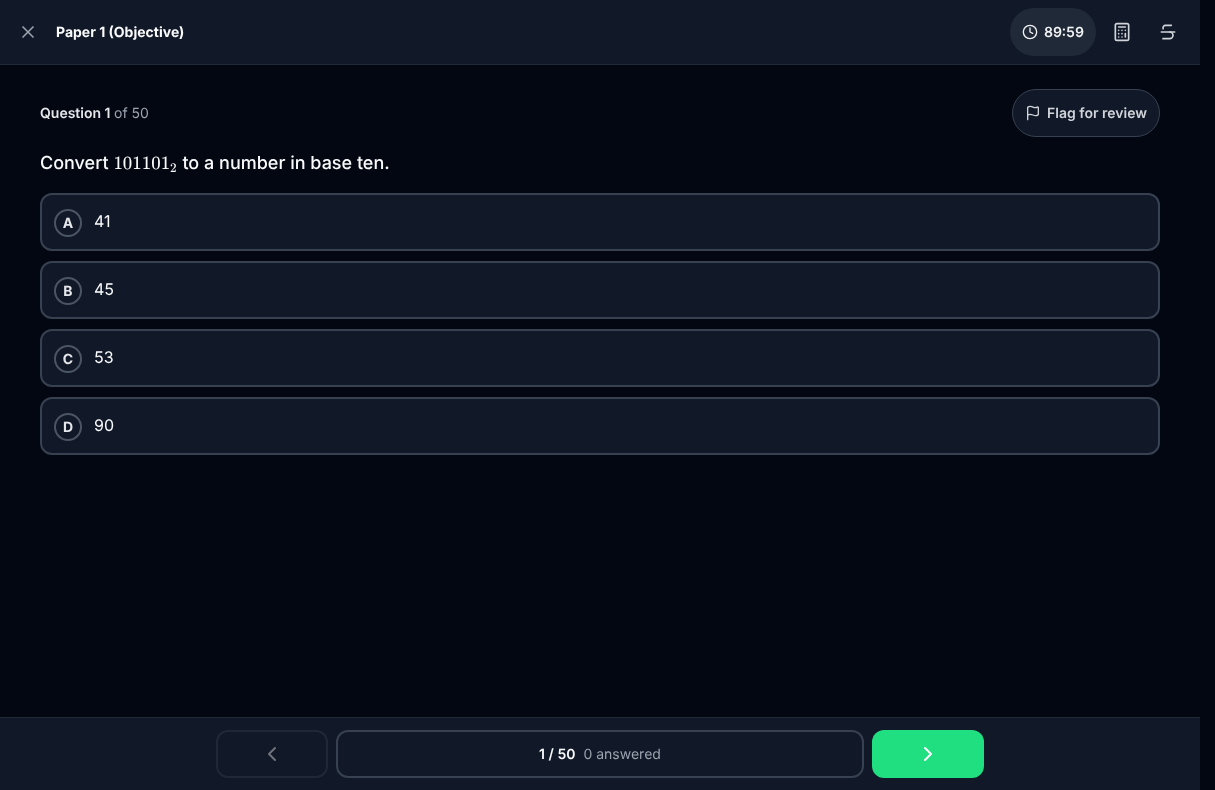 Paper 1 (Objective)
89:59
Question 1 of 50
Flag for review
Convert 101101₂ to a number in base ten.
A 41
B 45
C 53
D 90
1 / 50 0 answered